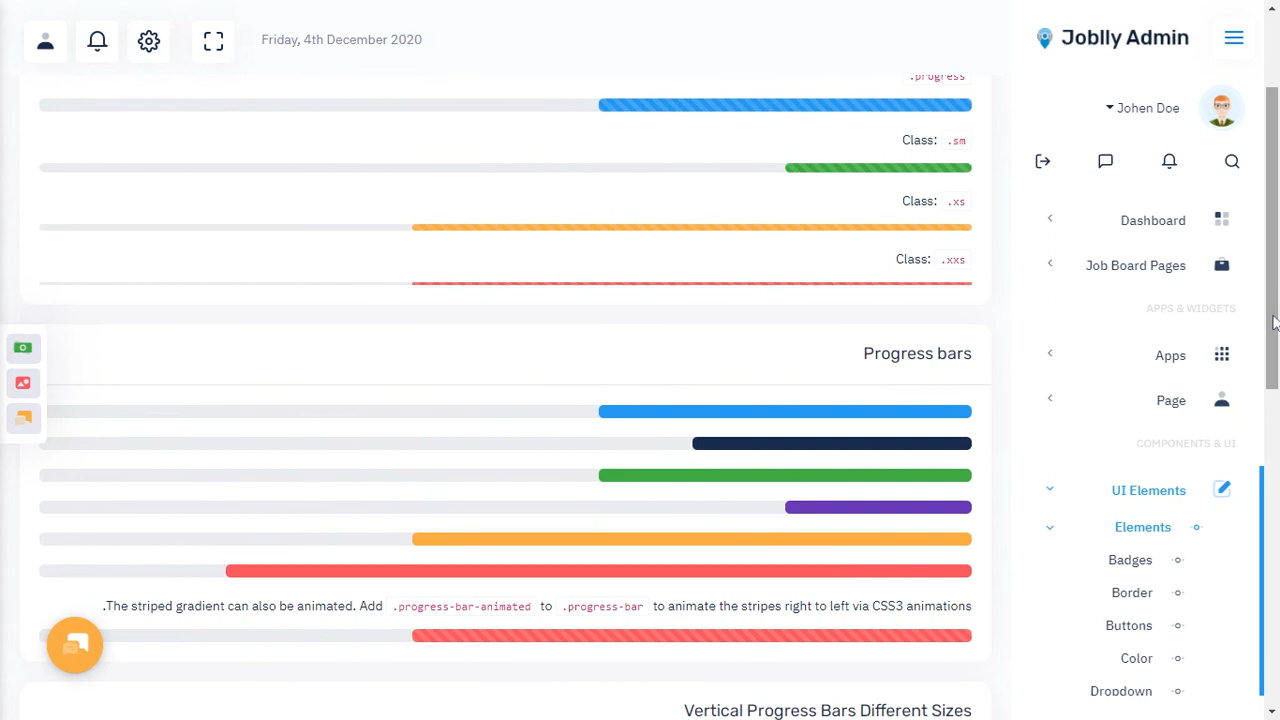 Friday, 4th December 2020
Joblly Admin
Johen Doe
.progress
Class: .sm
Class: .xs
Class: .xxs
Progress bars
.The striped gradient can also be animated. Add .progress-bar-animated to .progress-bar to animate the stripes right to left via CSS3 animations
Vertical Progress Bars Different Sizes
Dashboard
Job Board Pages
APPS & WIDGETS
Apps
Page
COMPONENTS & UI
UI Elements
Elements
Badges
Border
Buttons
Color
Dropdown